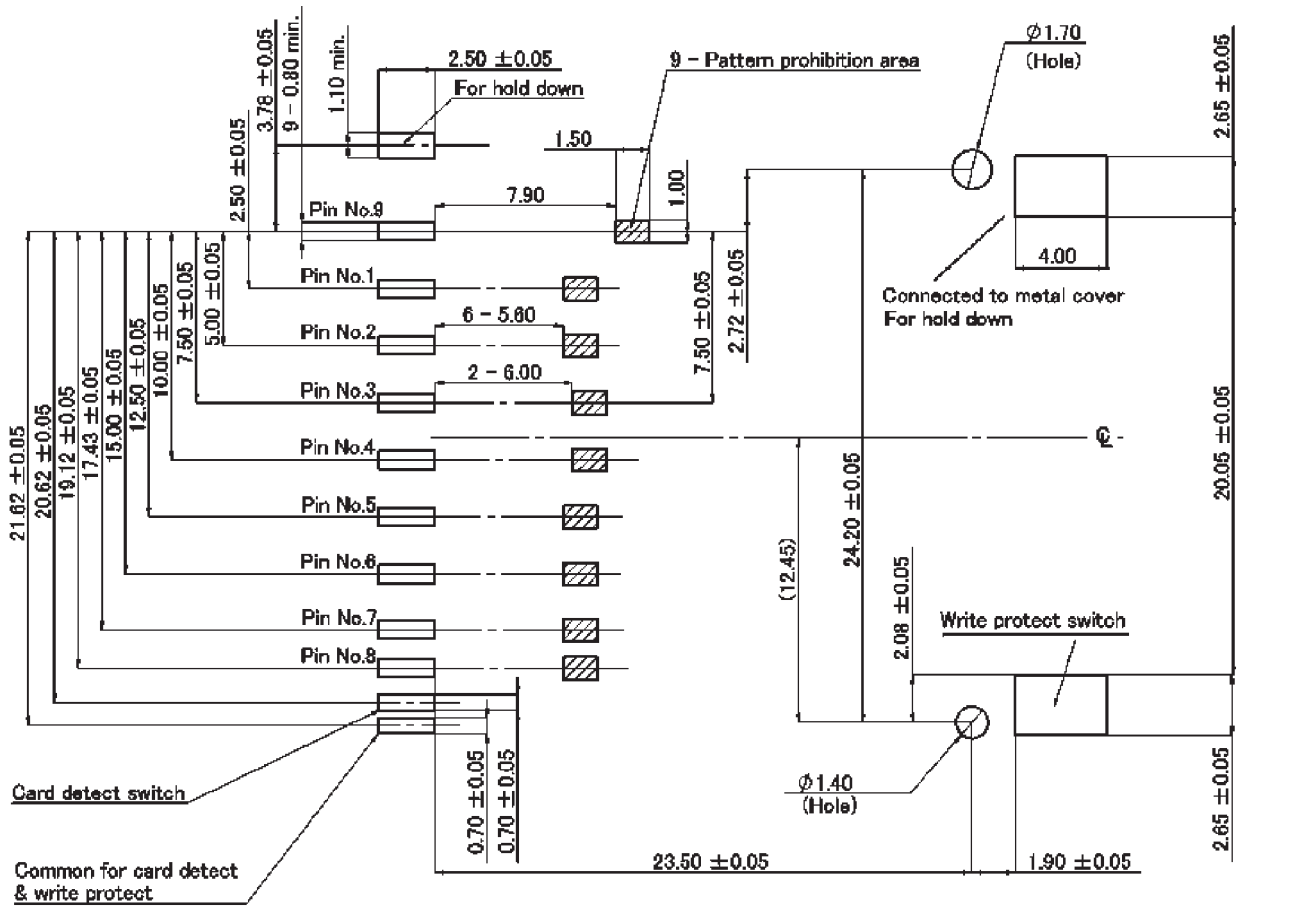 3.78 ±0.05
9 - 0.80 min.
1.10 min.
2.50 ±0.05
For hold down
9 - Pattern prohibition area
φ1.70
(Hole)
2.65 ±0.05
2.50 ±0.05
1.50
1.00
7.90
Pin No.9
4.00
Connected to metal cover
For hold down
Pin No.1
6 - 5.60
Pin No.2
2 - 6.00
Pin No.3
Pin No.4
Pin No.5
Pin No.6
Pin No.7
Pin No.8
21.62 ±0.05
20.62 ±0.05
19.12 ±0.05
17.43 ±0.05
15.00 ±0.05
12.50 ±0.05
10.00 ±0.05
7.50 ±0.05
5.00 ±0.05
7.50 ±0.05
2.72 ±0.05
℄
(12.45)
24.20 ±0.05
2.08 ±0.05
20.05 ±0.05
Write protect switch
Card detect switch
0.70 ±0.05
0.70 ±0.05
φ1.40
(Hole)
2.65 ±0.05
Common for card detect
& write protect
23.50 ±0.05
1.90 ±0.05